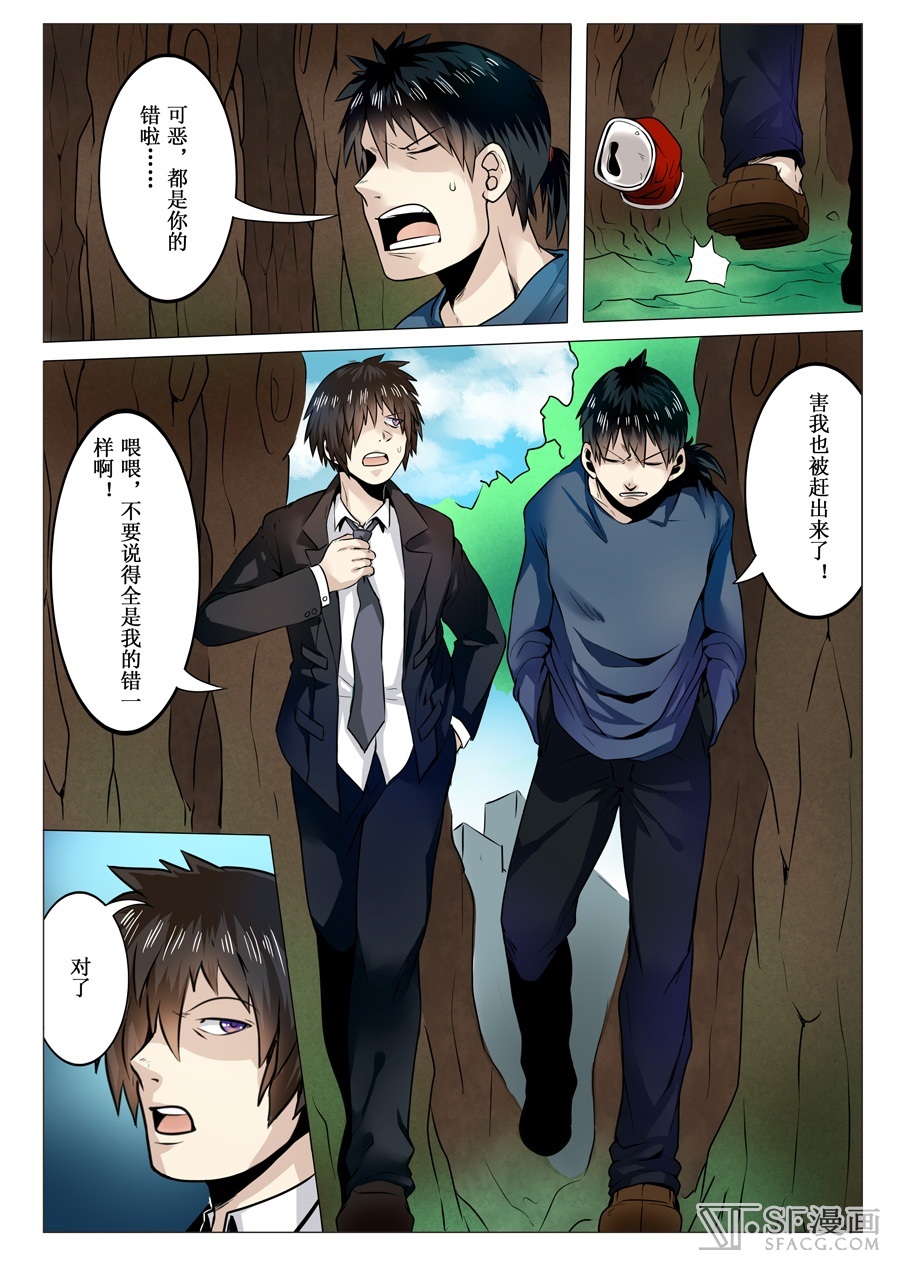 可恶，都是你的
错啦……
害我也被赶出来了！
喂喂，不要说得全是我的错一
样啊！
对了
SF漫画
SFACG.COM